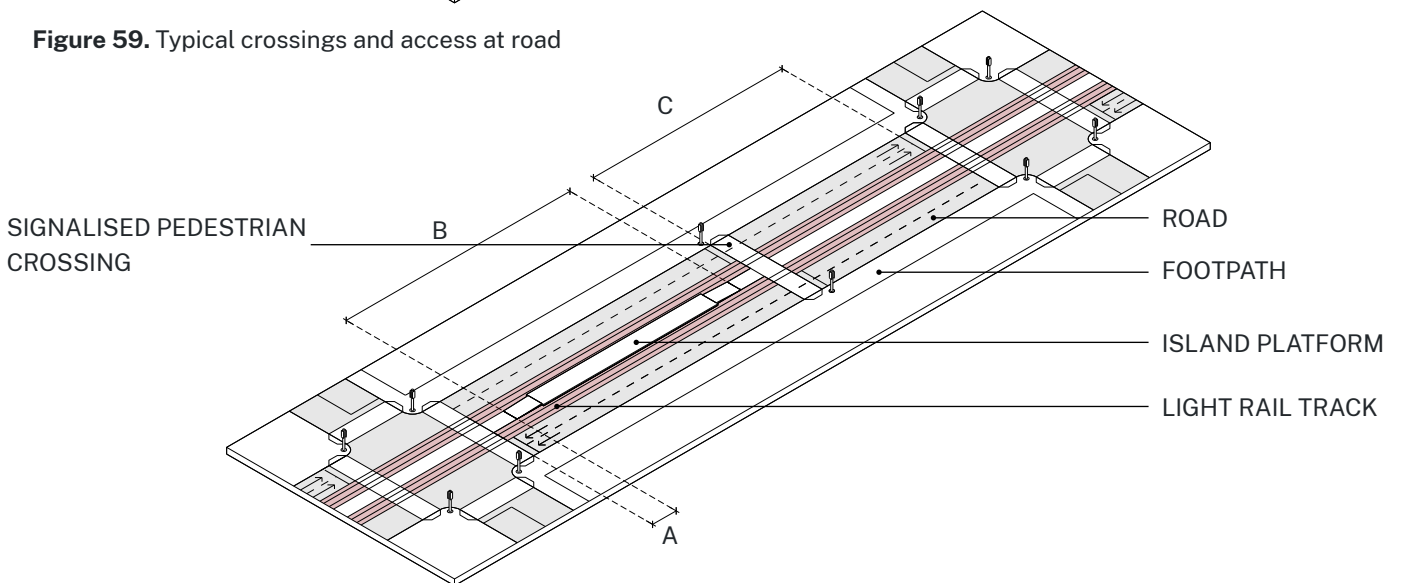 Figure 59. Typical crossings and access at road
C
SIGNALISED PEDESTRIAN
CROSSING
B
ROAD
FOOTPATH
ISLAND PLATFORM
LIGHT RAIL TRACK
A